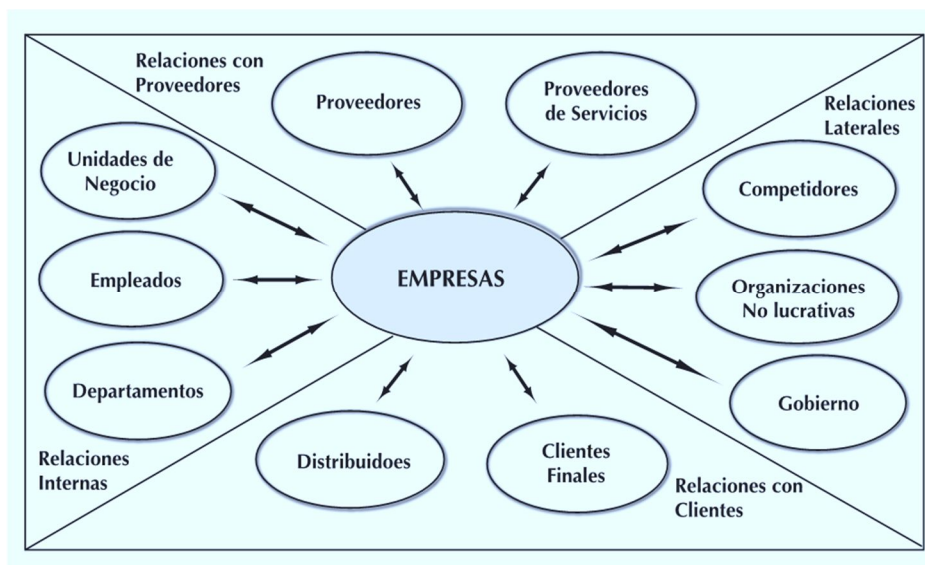 Relaciones con
Proveedores
Proveedores
Proveedores
de Servicios
Relaciones
Laterales
Unidades de
Negocio
Competidores
Empleados
EMPRESAS
Organizaciones
No lucrativas
Departamentos
Gobierno
Relaciones
Internas
Distribuidoes
Clientes
Finales
Relaciones con
Clientes